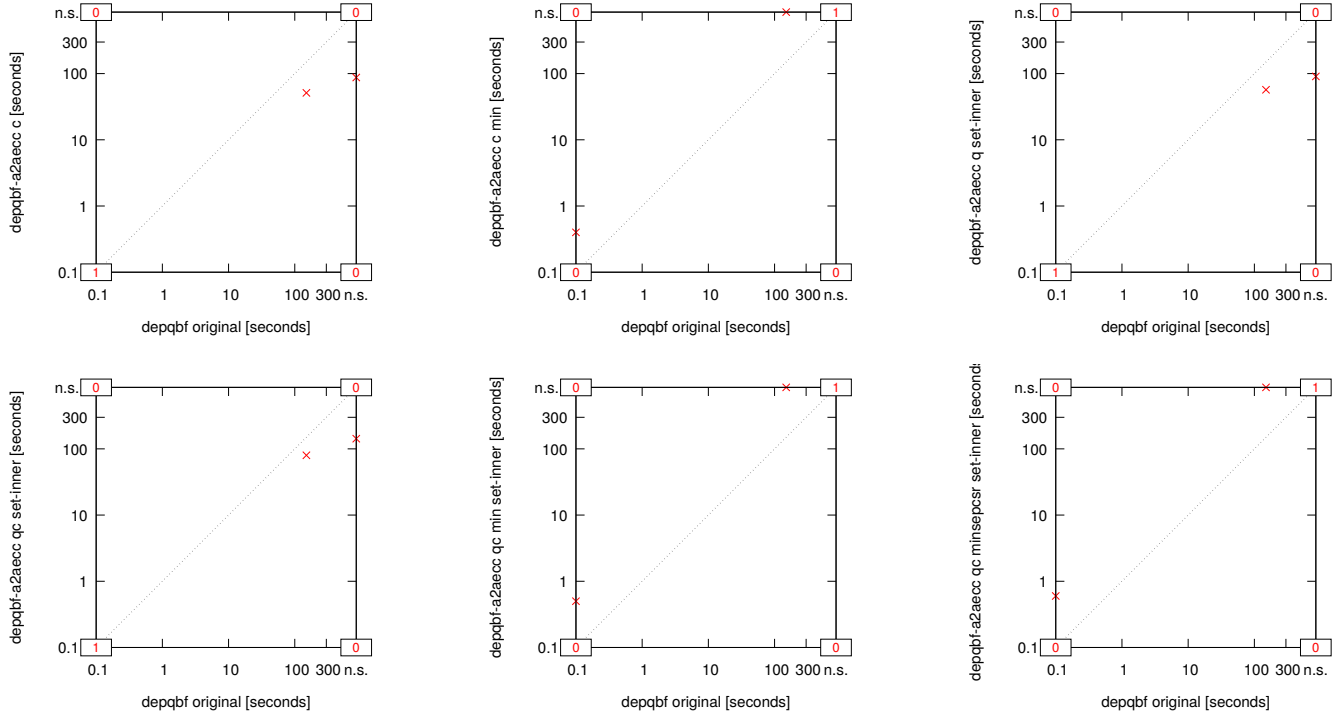 n.s. 0 0
300
100
10
1
0.1 1 0
0.1 1 10 100 300 n.s.
depqbf original [seconds]
depqbf-a2aecc c [seconds]
n.s. 0 1
300
100
10
1
0.1 0 0
0.1 1 10 100 300 n.s.
depqbf original [seconds]
depqbf-a2aecc c min [seconds]
n.s. 0 0
300
100
10
1
0.1 1 0
0.1 1 10 100 300 n.s.
depqbf original [seconds]
depqbf-a2aecc q set-inner [seconds]
n.s. 0 0
300
100
10
1
0.1 1 0
0.1 1 10 100 300 n.s.
depqbf original [seconds]
depqbf-a2aecc qc set-inner [seconds]
n.s. 0 1
300
100
10
1
0.1 0 0
0.1 1 10 100 300 n.s.
depqbf original [seconds]
depqbf-a2aecc qc min set-inner [seconds]
n.s. 0 1
300
100
10
1
0.1 0 0
0.1 1 10 100 300 n.s.
depqbf original [seconds]
depqbf-a2aecc qc minsepcsr set-inner [second